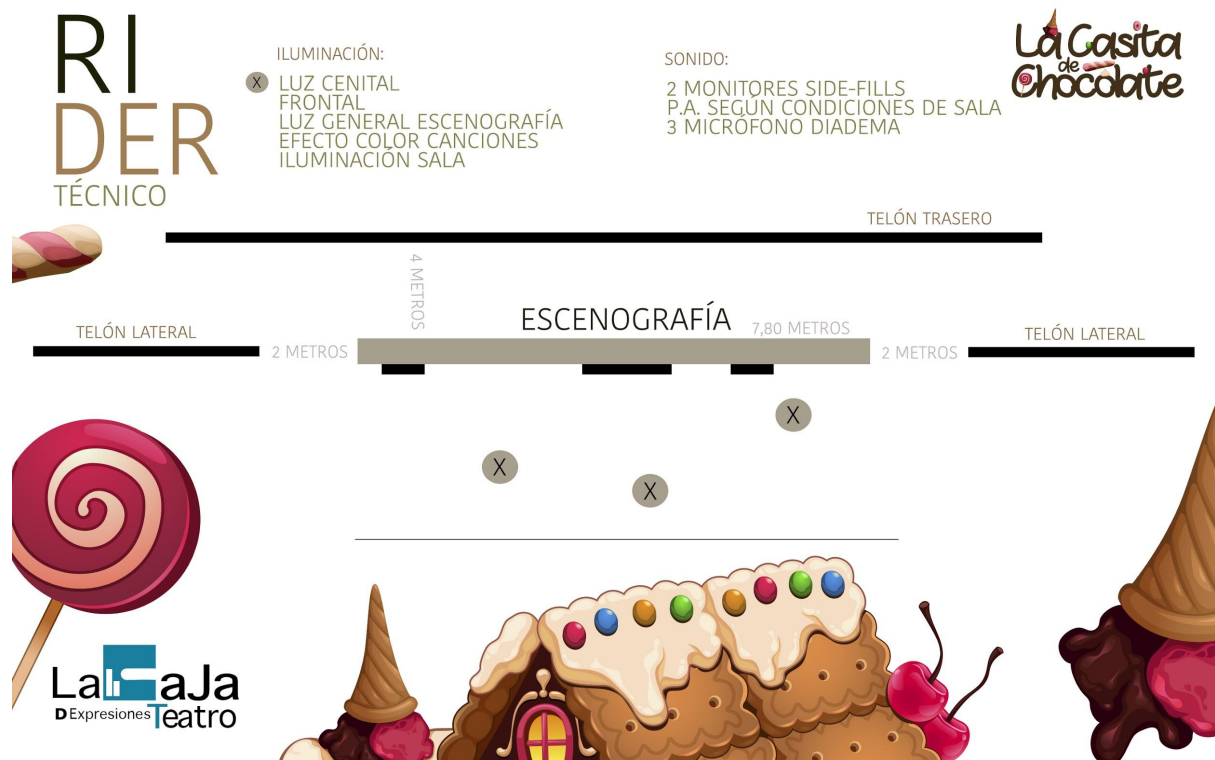 RI
DER
TÉCNICO
ILUMINACIÓN:
X LUZ CENITAL
FRONTAL
LUZ GENERAL ESCENOGRAFÍA
EFECTO COLOR CANCIONES
ILUMINACIÓN SALA
SONIDO:
2 MONITORES SIDE-FILLS
P.A. SEGÚN CONDICIONES DE SALA
3 MICRÓFONO DIADEMA
La Casita
de
Chocolate
TELÓN TRASERO
4 METROS
ESCENOGRAFÍA
7,80 METROS
TELÓN LATERAL
2 METROS
2 METROS
TELÓN LATERAL
X
X
X
La CaJa
D Expresiones Teatro